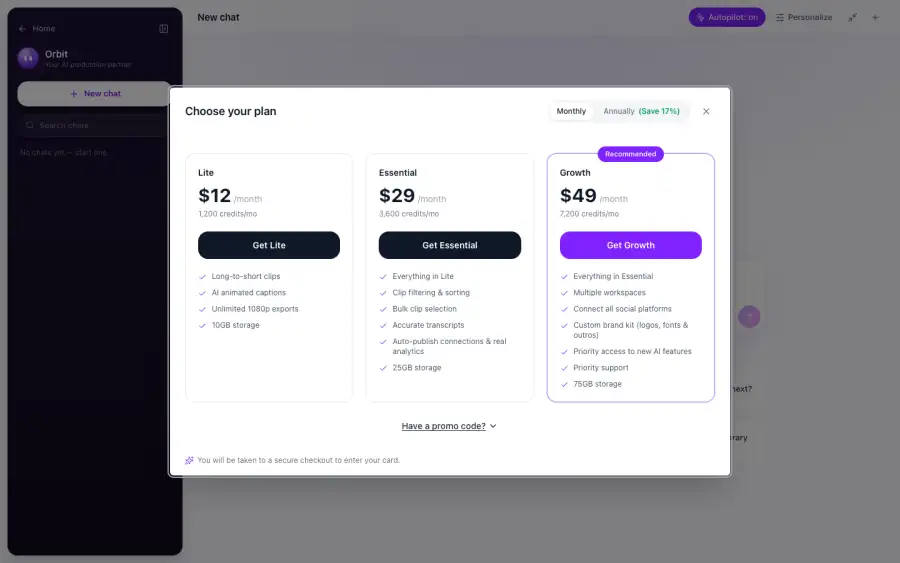 Home
Orbit
Your AI production partner
+ New chat
Search chats
No chats yet — start one.
New chat
Autopilot: on
Personalize
Choose your plan
Monthly
Annually (Save 17%)
Lite
$12 /month
1,200 credits/mo
Get Lite
Long-to-short clips
AI animated captions
Unlimited 1080p exports
10GB storage
Essential
$29 /month
3,600 credits/mo
Get Essential
Everything in Lite
Clip filtering & sorting
Bulk clip selection
Accurate transcripts
Auto-publish connections & real
analytics
25GB storage
Recommended
Growth
$49 /month
7,200 credits/mo
Get Growth
Everything in Essential
Multiple workspaces
Connect all social platforms
Custom brand kit (logos, fonts &
outros)
Priority access to new AI features
Priority support
75GB storage
next?
rary
Have a promo code?
You will be taken to a secure checkout to enter your card.